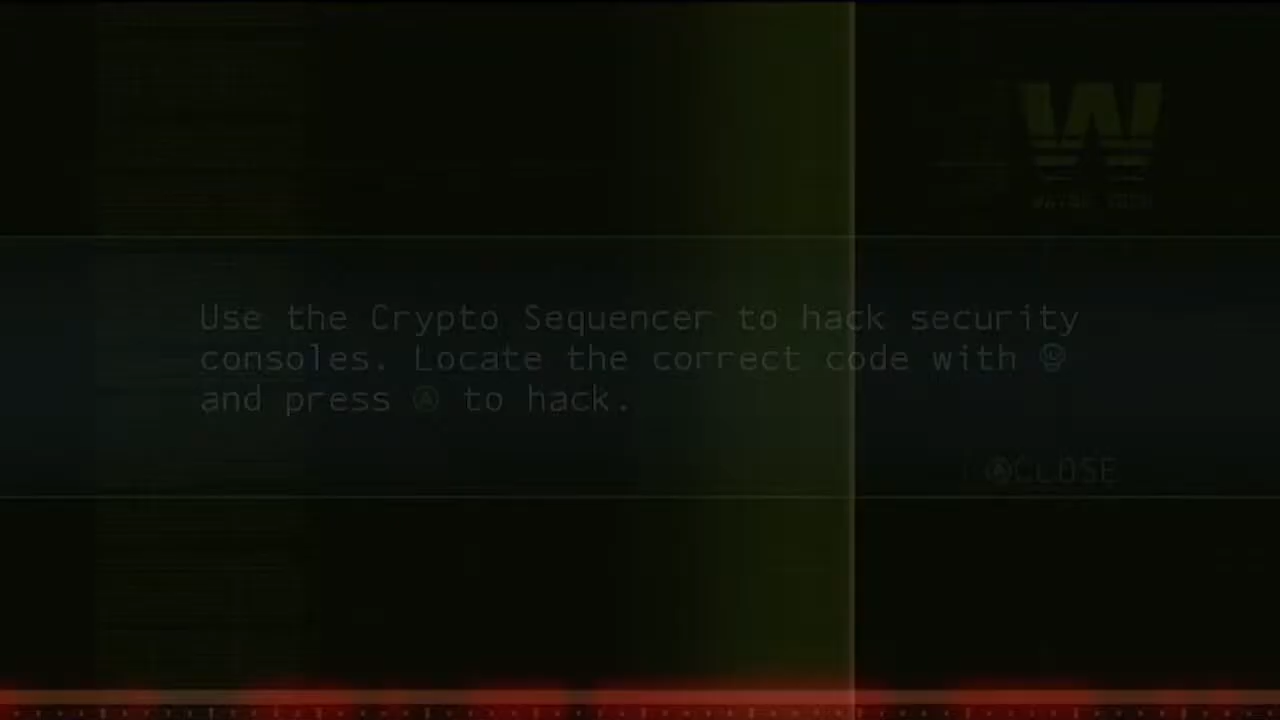 W
Use the Crypto Sequencer to hack security
consoles. Locate the correct code with
and press A to hack.
A CLOSE